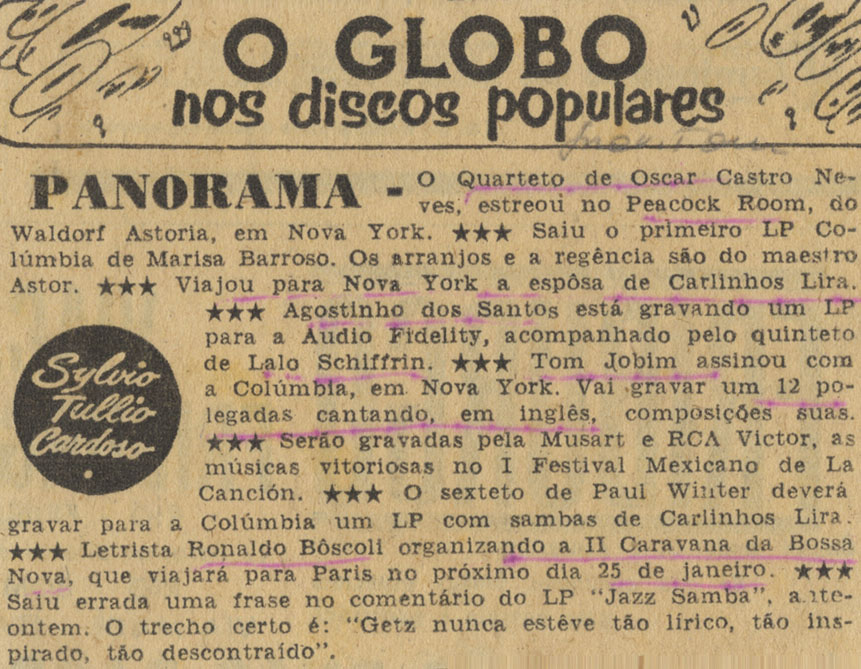 O GLOBO
nos discos populares
PANORAMA - O Quarteto de Oscar Castro Ne-
ves, estreou no Peacock Room, do
Waldorf Astoria, em Nova York. ★★★ Saiu o primeiro LP Co-
lúmbia de Marisa Barroso. Os arranjos e a regência são do maestro
Astor. ★★★ Viajou para Nova York a espôsa de Carlinhos Lira.
★★★ Agostinho dos Santos está gravando um LP
para a Audio Fidelity, acompanhado pelo quinteto
de Lalo Schiffrin. ★★★ Tom Jobim assinou com
a Colúmbia, em Nova York. Vai gravar um 12 po-
legadas cantando, em inglês, composições suas.
★★★ Serão gravadas pela Musart e RCA Victor, as
músicas vitoriosas no I Festival Mexicano de La
Canción. ★★★ O sexteto de Paul Winter deverá
gravar para a Colúmbia um LP com sambas de Carlinhos Lira.
★★★ Letrista Ronaldo Bôscoli organizando a II Caravana da Bossa
Nova, que viajará para Paris no próximo dia 25 de janeiro. ★★★
Saiu errada uma frase no comentário do LP "Jazz Samba", ante-
ontem. O trecho certo é: "Getz nunca estêve tão lírico, tão ins-
pirado, tão descontraído".
Sylvio
Tullio
Cardoso